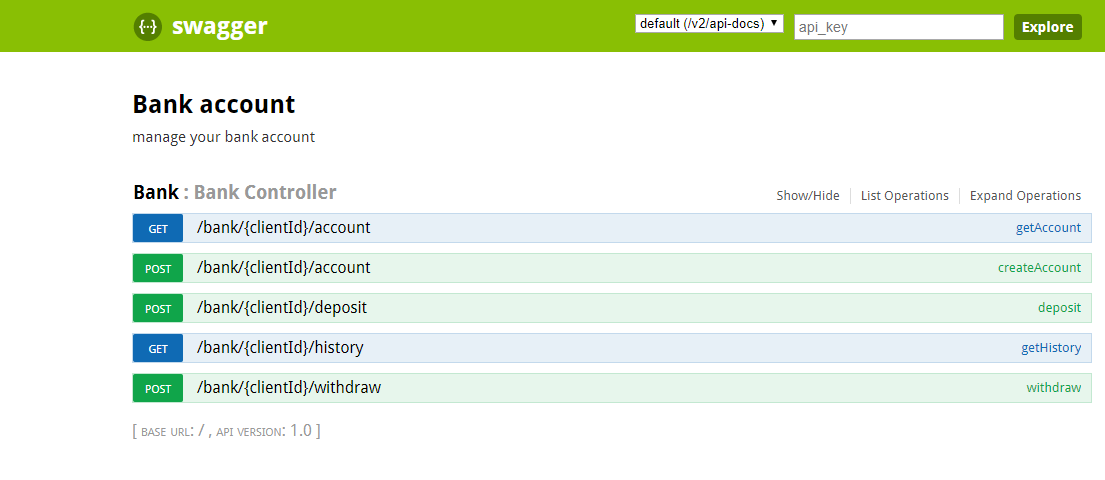 {···} swagger default (/v2/api-docs) api_key Explore
Bank account
manage your bank account
Bank : Bank Controller Show/Hide List Operations Expand Operations
GET /bank/{clientId}/account getAccount
POST /bank/{clientId}/account createAccount
POST /bank/{clientId}/deposit deposit
GET /bank/{clientId}/history getHistory
POST /bank/{clientId}/withdraw withdraw
[ BASE URL: / , API VERSION: 1.0 ]